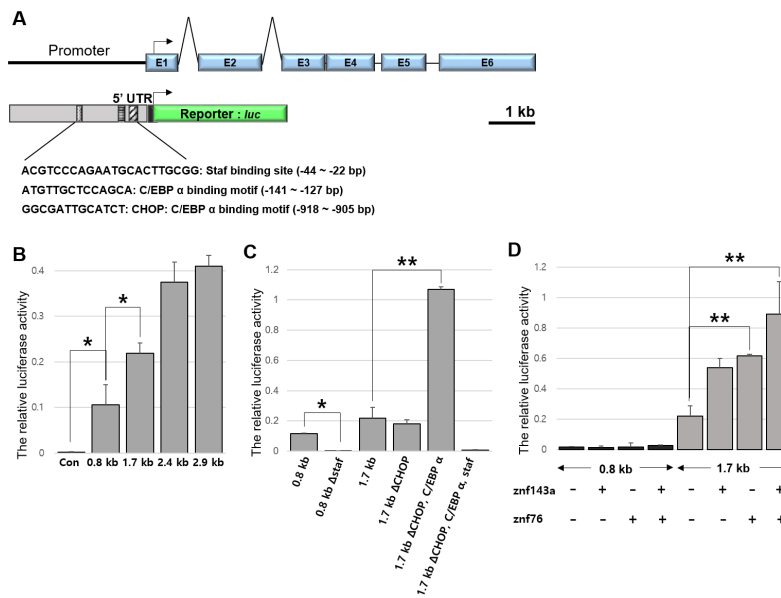 A
Promoter
E1 E2 E3 E4 E5 E6
5' UTR
Reporter : luc
1 kb
ACGTCCCAGAATGCACTTGCGG: Staf binding site (-44 ~ -22 bp)
ATGTTGCTCCAGCA: C/EBP α binding motif (-141 ~ -127 bp)
GGCGATTGCATCT: CHOP: C/EBP α binding motif (-918 ~ -905 bp)
B
The relative luciferase activity
0.4
0.3
0.2
0.1
0
* *
Con 0.8 kb 1.7 kb 2.4 kb 2.9 kb
C
The relative luciferase activity
1.2
1
0.8
0.6
0.4
0.2
0
* **
0.8 kb
0.8 kb Δstaf
1.7 kb
1.7 kb ΔCHOP
1.7 kb ΔCHOP, C/EBP α
1.7 kb ΔCHOP, C/EBP α, staf
D
The relative luciferase activity
1.2
1
0.8
0.6
0.4
0.2
0
**
**
0.8 kb 1.7 kb
znf143a - + - + - + - +
znf76 - - + + - - + +